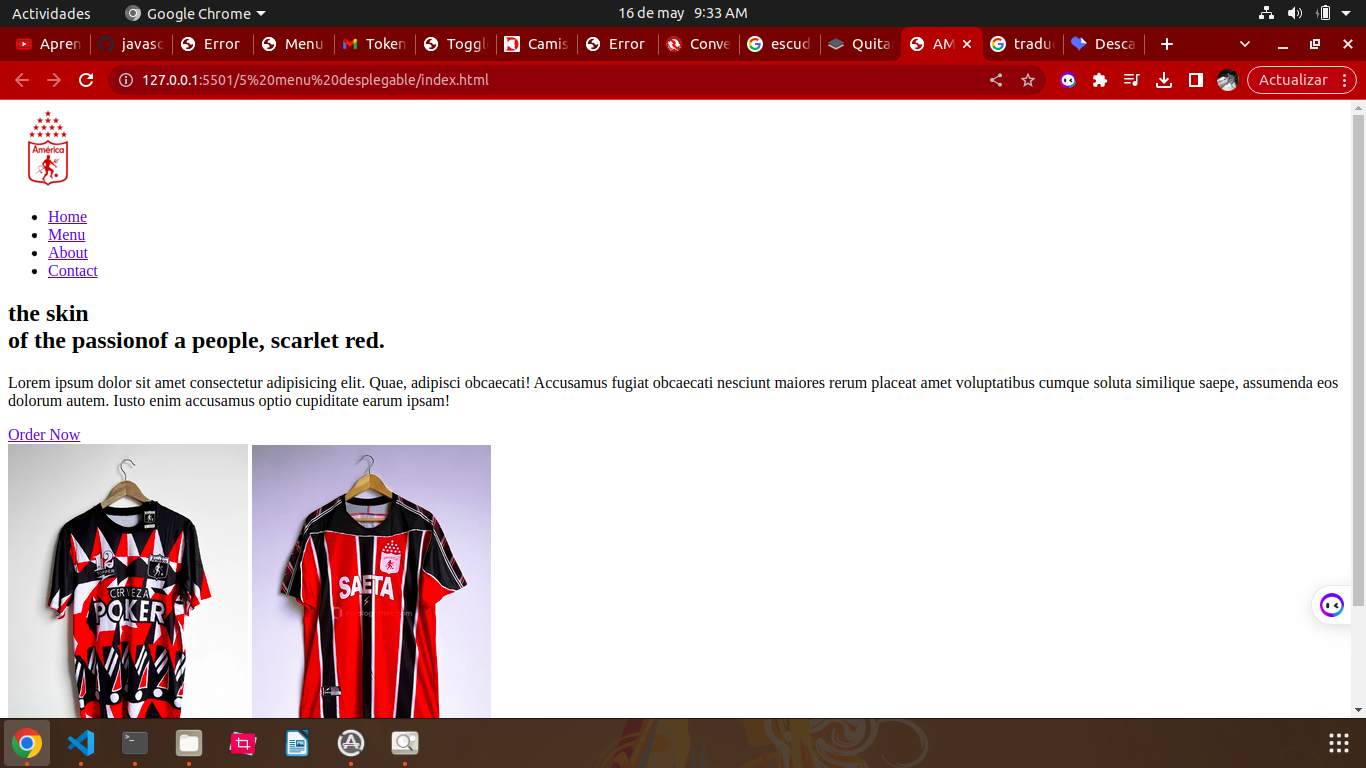 Actividades
Google Chrome
16 de may 9:33 AM
Apren
javasc
Error
Menu
Token
Toggl
Camis
Error
Conve
escud
Quita
AM
tradu
Desca
127.0.0.1:5501/5%20menu%20desplegable/index.html
Actualizar
América
Home
Menu
About
Contact
the skin
of the passionof a people, scarlet red.
Lorem ipsum dolor sit amet consectetur adipisicing elit. Quae, adipisci obcaecati! Accusamus fugiat obcaecati nesciunt maiores rerum placeat amet voluptatibus cumque soluta similique saepe, assumenda eos
dolorum autem. Iusto enim accusamus optio cupiditate earum ipsam!
Order Now
12
CERVEZA
POKER
SAETA